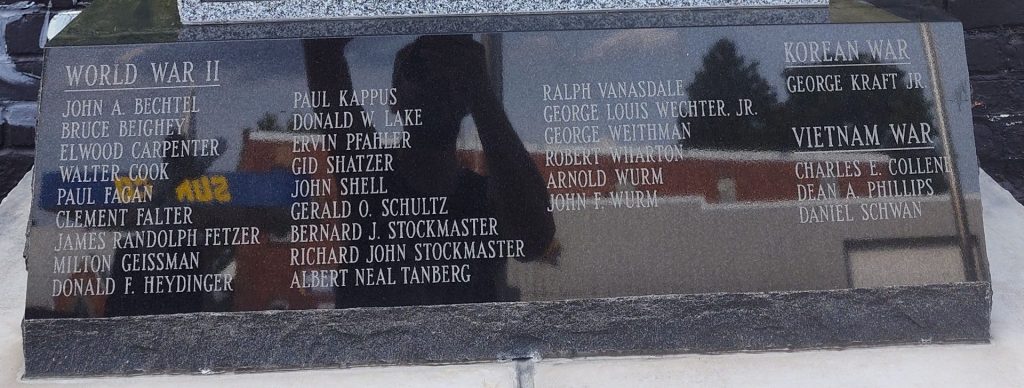 WORLD WAR II
JOHN A. BECHTEL
BRUCE BEIGHEY
ELWOOD CARPENTER
WALTER COOK
PAUL FAGAN
CLEMENT FALTER
JAMES RANDOLPH FETZER
MILTON GEISSMAN
DONALD F. HEYDINGER
PAUL KAPPUS
DONALD W. LAKE
ERVIN PFAHLER
GID SHATZER
JOHN SHELL
GERALD O. SCHULTZ
BERNARD J. STOCKMASTER
RICHARD JOHN STOCKMASTER
ALBERT NEAL TANBERG
RALPH VANASDALE
GEORGE LOUIS WECHTER, JR.
GEORGE WEITHMAN
ROBERT WHARTON
ARNOLD WURM
JOHN F. WURM
KOREAN WAR
GEORGE KRAFT JR.
VIETNAM WAR
CHARLES E. COLLENE
DEAN A. PHILLIPS
DANIEL SCHWAN